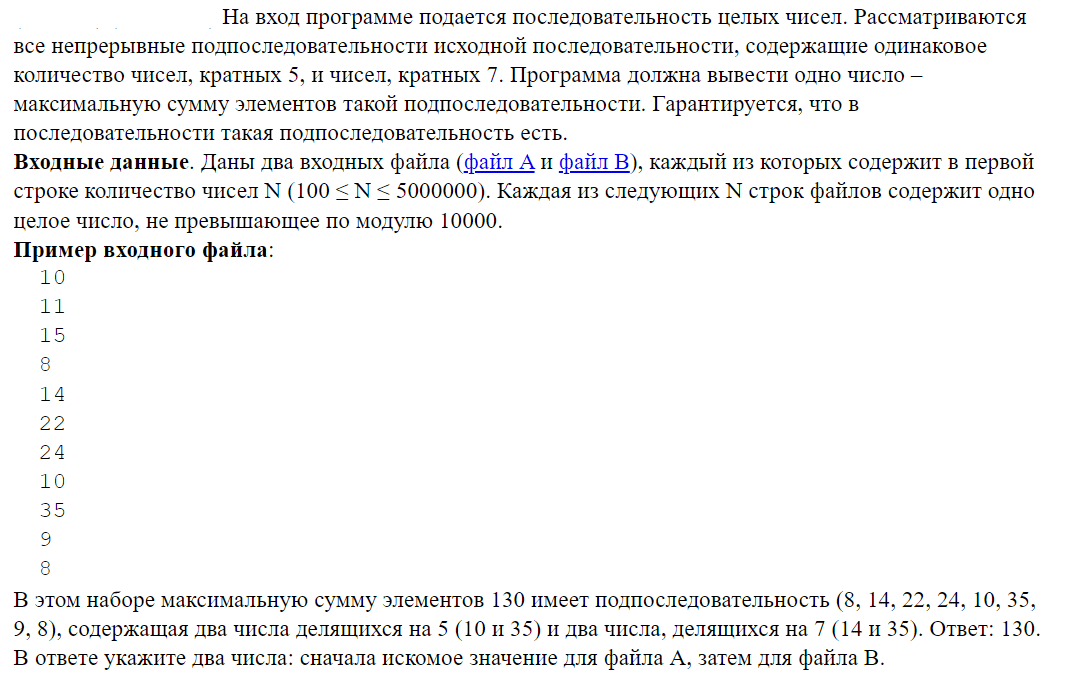 На вход программе подается последовательность целых чисел. Рассматриваются
все непрерывные подпоследовательности исходной последовательности, содержащие одинаковое
количество чисел, кратных 5, и чисел, кратных 7. Программа должна вывести одно число –
максимальную сумму элементов такой подпоследовательности. Гарантируется, что в
последовательности такая подпоследовательность есть.
Входные данные. Даны два входных файла (файл A и файл B), каждый из которых содержит в первой
строке количество чисел N (100 ≤ N ≤ 5000000). Каждая из следующих N строк файлов содержит одно
целое число, не превышающее по модулю 10000.
Пример входного файла:
10
11
15
8
14
22
24
10
35
9
8
В этом наборе максимальную сумму элементов 130 имеет подпоследовательность (8, 14, 22, 24, 10, 35,
9, 8), содержащая два числа делящихся на 5 (10 и 35) и два числа, делящихся на 7 (14 и 35). Ответ: 130.
В ответе укажите два числа: сначала искомое значение для файла А, затем для файла B.